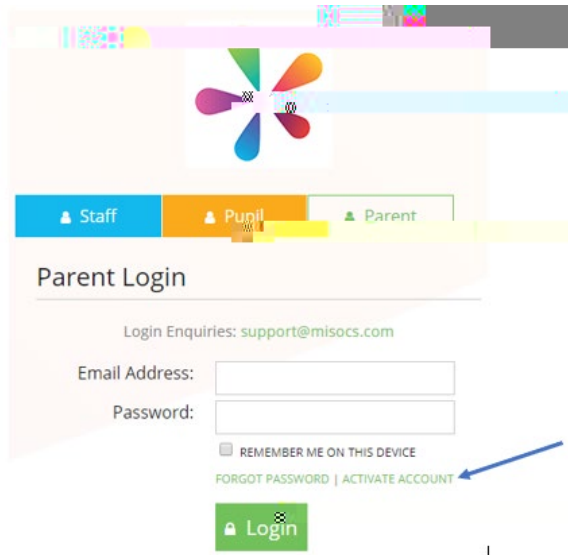 Staff Pupil Parent
Parent Login
Login Enquiries: support@misocs.com
Email Address:
Password:
REMEMBER ME ON THIS DEVICE
FORGOT PASSWORD | ACTIVATE ACCOUNT
Login